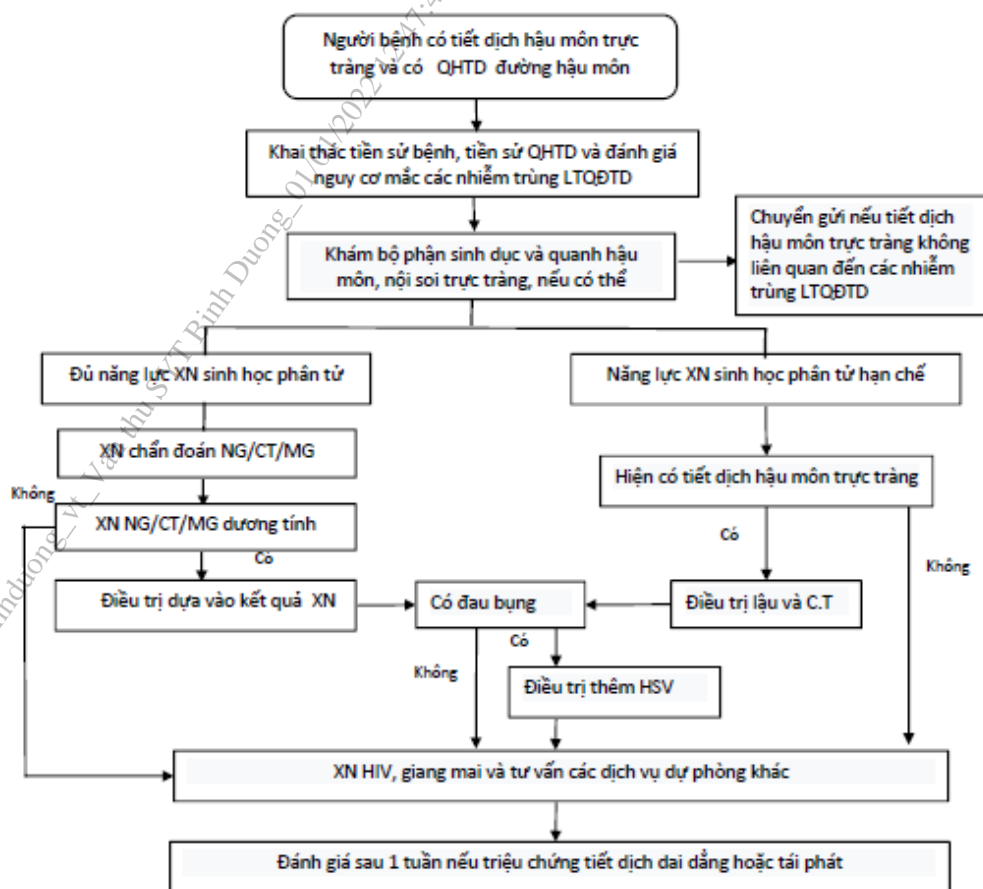 Người bệnh có tiết dịch hậu môn trực
tràng và có QHTD đường hậu môn
Khai thác tiền sử bệnh, tiền sử QHTD và đánh giá
nguy cơ mắc các nhiễm trùng LTQĐTD
Khám bộ phận sinh dục và quanh hậu
môn, nội soi trực tràng, nếu có thể
Chuyển gửi nếu tiết dịch
hậu môn trực tràng không
liên quan đến các nhiễm
trùng LTQĐTD
Đủ năng lực XN sinh học phân tử
Năng lực XN sinh học phân tử hạn chế
XN chẩn đoán NG/CT/MG
Hiện có tiết dịch hậu môn trực tràng
Không
XN NG/CT/MG dương tính
Có
Có
Không
Điều trị dựa vào kết quả XN
Có đau bụng
Điều trị lậu và C.T
Không
Có
Điều trị thêm HSV
XN HIV, giang mai và tư vấn các dịch vụ dự phòng khác
Đánh giá sau 1 tuần nếu triệu chứng tiết dịch dai dẳng hoặc tái phát